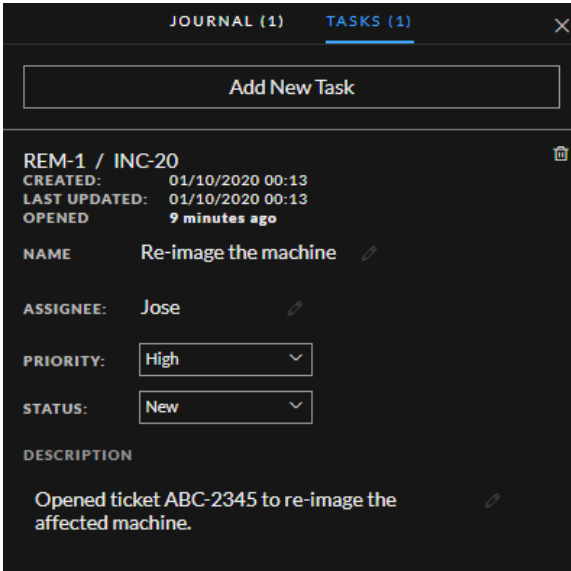 JOURNAL (1) TASKS (1)
Add New Task
REM-1 / INC-20
CREATED: 01/10/2020 00:13
LAST UPDATED: 01/10/2020 00:13
OPENED 9 minutes ago
NAME Re-image the machine
ASSIGNEE: Jose
PRIORITY: High
STATUS: New
DESCRIPTION
Opened ticket ABC-2345 to re-image the
affected machine.